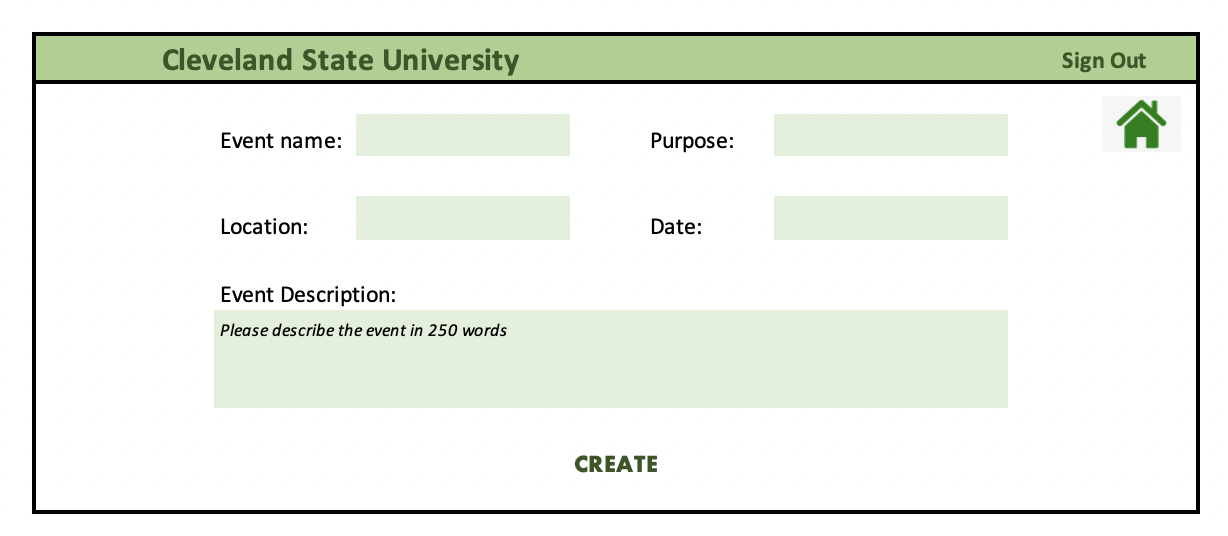 Cleveland State University
Sign Out
Event name:
Purpose:
Location:
Date:
Event Description:
Please describe the event in 250 words
CREATE